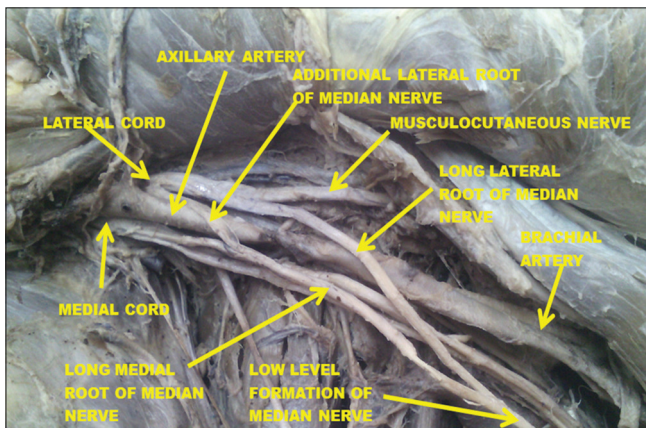 AXILLARY ARTERY
ADDITIONAL LATERAL ROOT
OF MEDIAN NERVE
LATERAL CORD
MUSCULOCUTANEOUS NERVE
LONG LATERAL
ROOT OF MEDIAN
NERVE
BRACHIAL
ARTERY
MEDIAL CORD
LONG MEDIAL
ROOT OF MEDIAN
NERVE
LOW LEVEL
FORMATION OF
MEDIAN NERVE